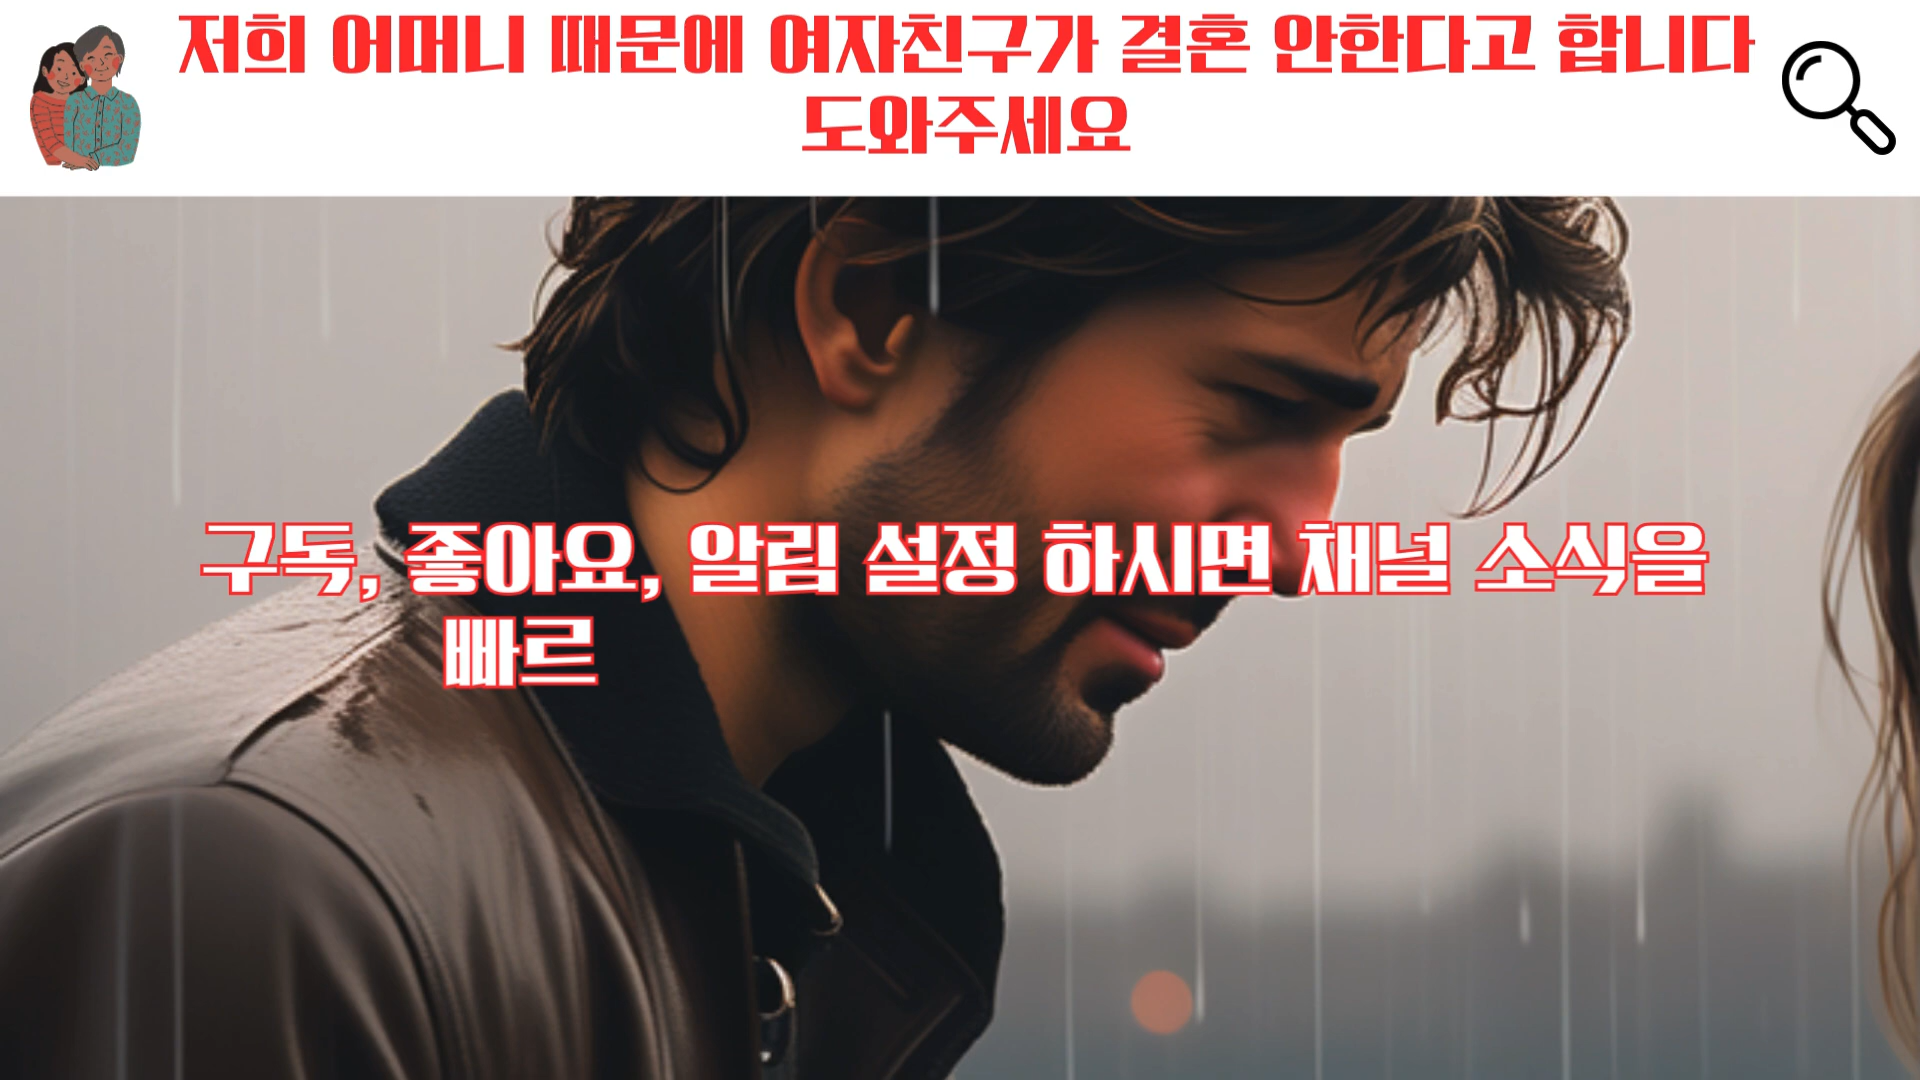 저희 어머니 때문에 여자친구가 결혼 안한다고 합니다
도와주세요
구독, 좋아요, 알림 설정 하시면 채널 소식을
빠르